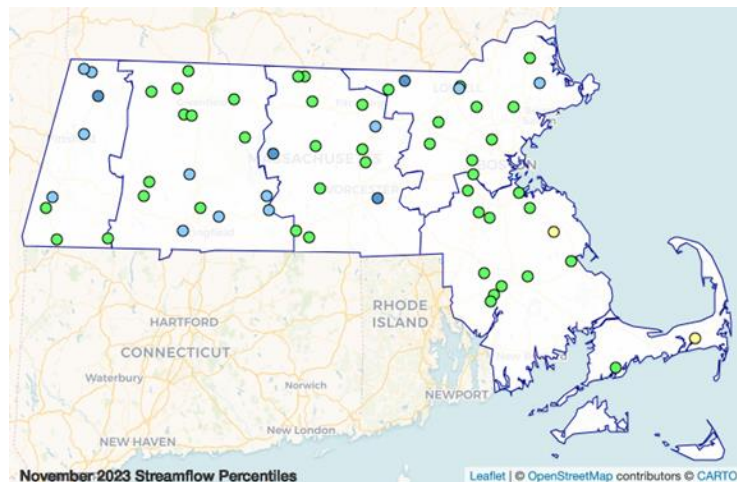 MASSACHUSETTS
WORCESTER
BOSTON
RHODE
ISLAND
HARTFORD
CONNECTICUT
Waterbury
Norwich
NEWPORT
New London
NEW HAVEN
November 2023 Streamflow Percentiles
Leaflet | © OpenStreetMap contributors © CARTO